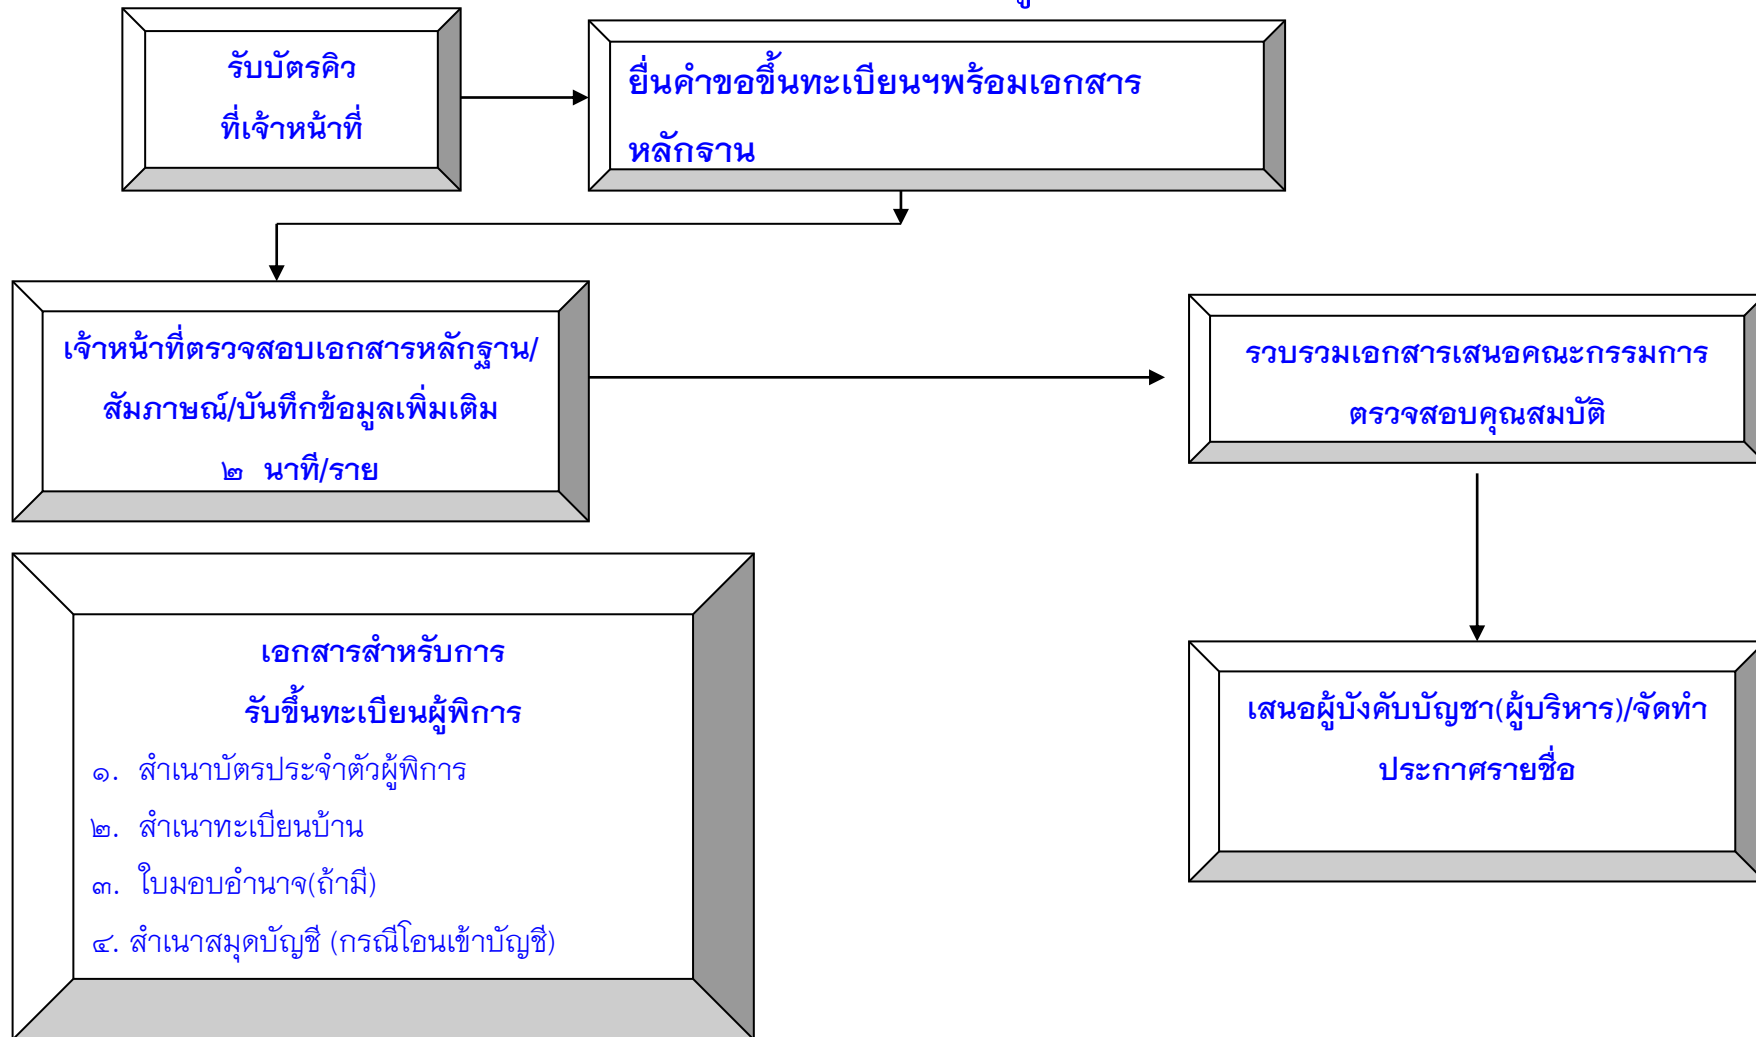 รับบัตรคิว
ที่เจ้าหน้าที่
ยื่นคำขอขึ้นทะเบียนฯพร้อมเอกสาร
หลักจาน
เจ้าหน้าที่ตรวจสอบเอกสารหลักฐาน/
สัมภาษณ์/บันทึกข้อมูลเพิ่มเติม
๒ นาที/ราย
รวบรวมเอกสารเสนอคณะกรรมการ
ตรวจสอบคุณสมบัติ
เสนอผู้บังคับบัญชา(ผู้บริหาร)/จัดทำ
ประกาศรายชื่อ
เอกสารสำหรับการ
รับขึ้นทะเบียนผู้พิการ
๑. สำเนาบัตรประจำตัวผู้พิการ
๒. สำเนาทะเบียนบ้าน
๓. ใบมอบอำนาจ(ถ้ามี)
๔. สำเนาสมุดบัญชี (กรณีโอนเข้าบัญชี)